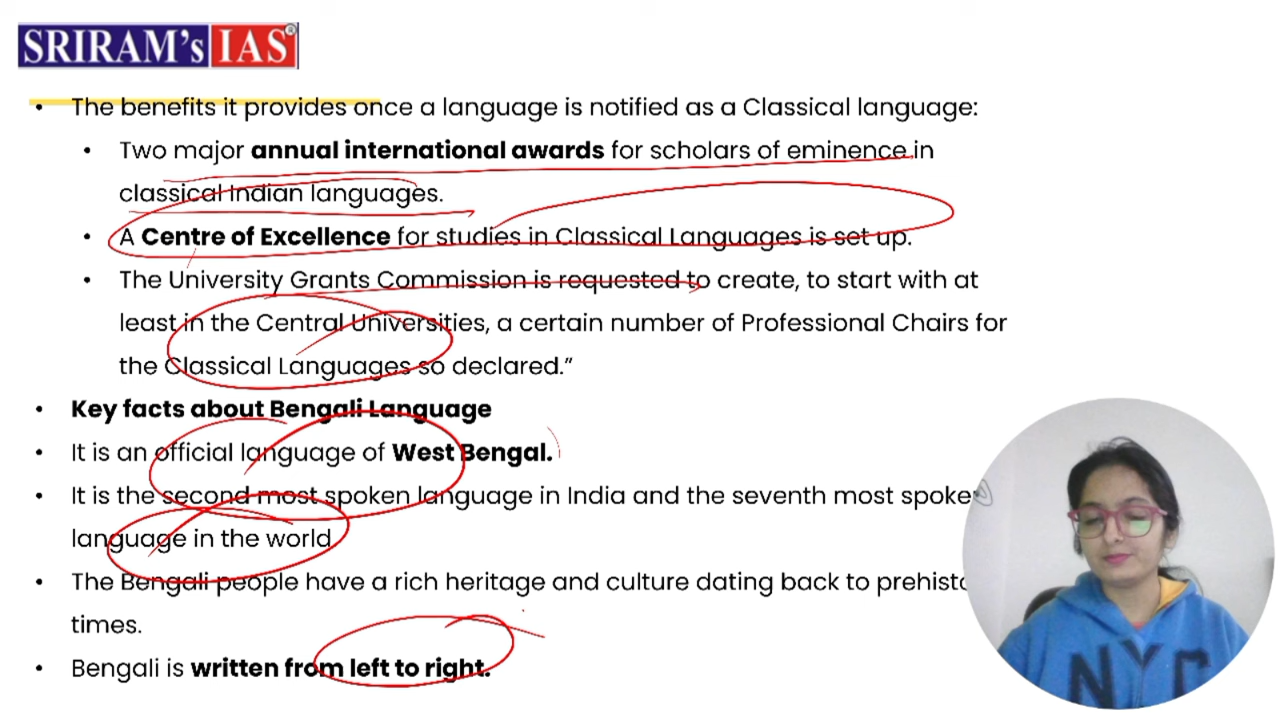 SRIRAM's IAS®
• The benefits it provides once a language is notified as a Classical language:
• Two major annual international awards for scholars of eminence in
classical Indian languages.
• A Centre of Excellence for studies in Classical Languages is set up.
• The University Grants Commission is requested to create, to start with at
least in the Central Universities, a certain number of Professional Chairs for
the Classical Languages so declared.”
• Key facts about Bengali Language
• It is an official language of West Bengal.
• It is the second most spoken language in India and the seventh most spoke
language in the world
• The Bengali people have a rich heritage and culture dating back to
times.
• Bengali is written from left to right.
NYC